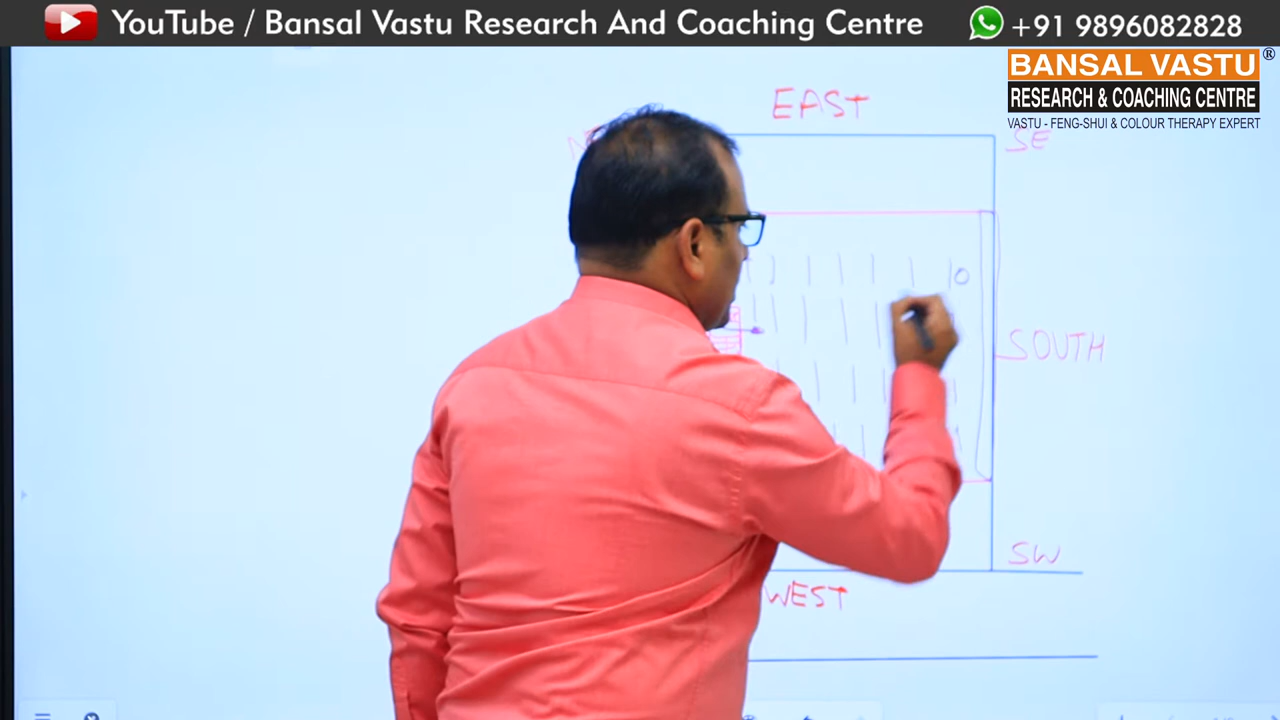 YouTube / Bansal Vastu Research And Coaching Centre
+91 9896082828
BANSAL VASTU ®
RESEARCH & COACHING CENTRE
VASTU - FENG-SHUI & COLOUR THERAPY EXPERT
EAST
SE
10
SOUTH
SW
WEST